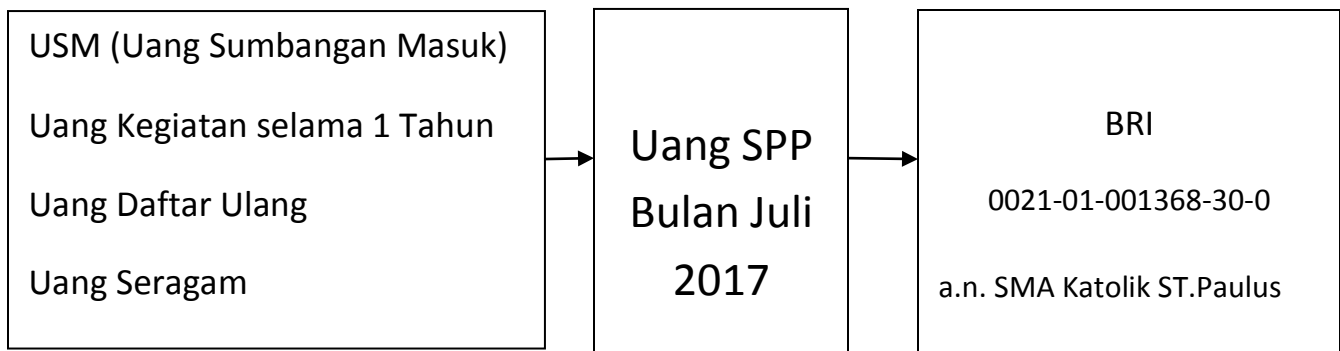 USM (Uang Sumbangan Masuk)
Uang Kegiatan selama 1 Tahun
Uang Daftar Ulang
Uang Seragam
Uang SPP
Bulan Juli
2017
BRI
0021-01-001368-30-0
a.n. SMA Katolik ST.Paulus